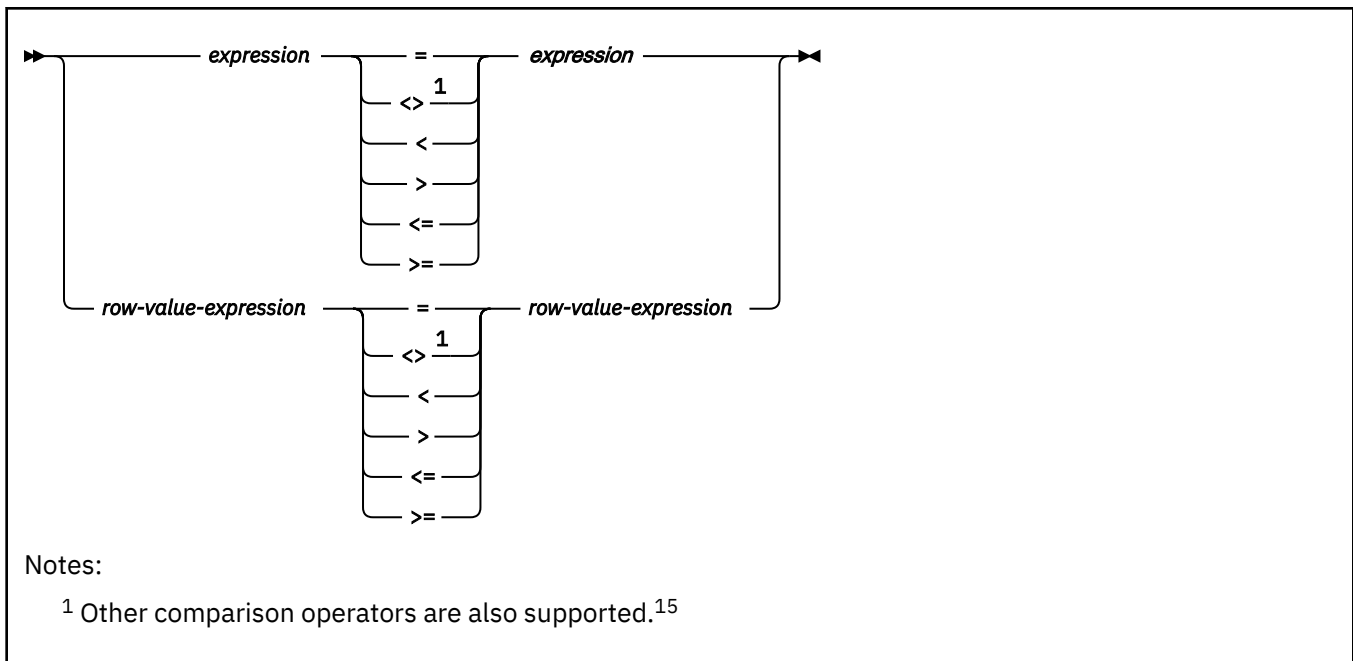 expression = expression
<> 1
<
>
<=
>=
row-value-expression = row-value-expression
<> 1
<
>
<=
>=
Notes:
1 Other comparison operators are also supported.15